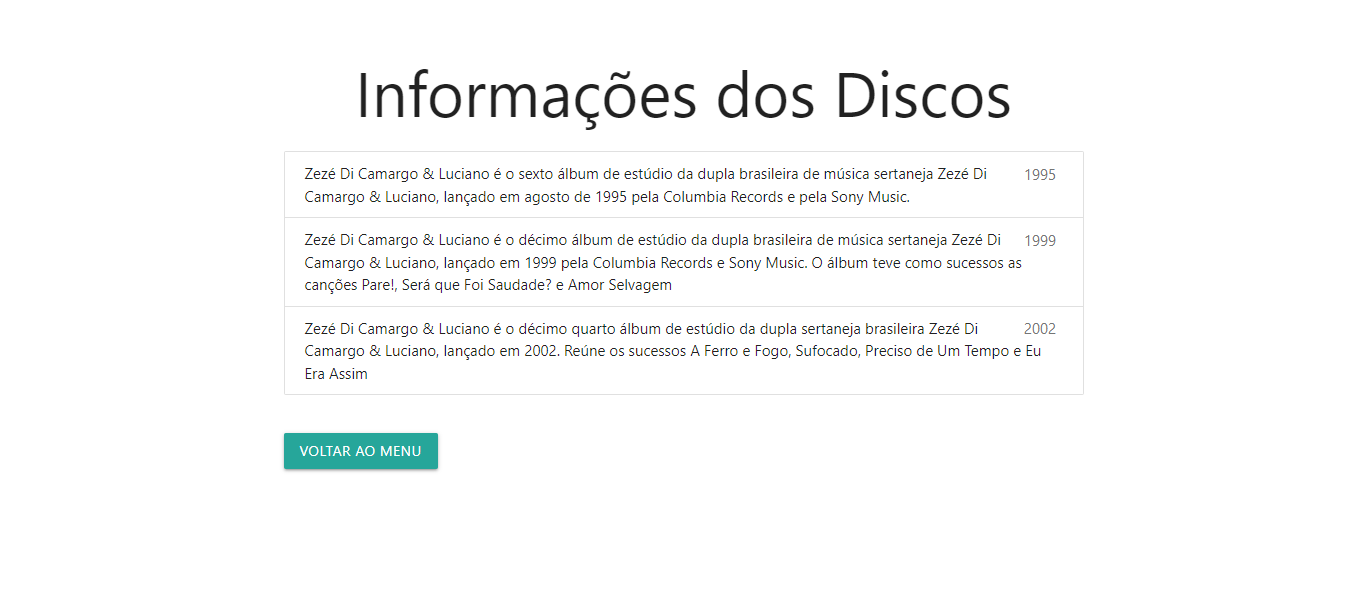 Informações dos Discos
Zezé Di Camargo & Luciano é o sexto álbum de estúdio da dupla brasileira de música sertaneja Zezé Di 1995
Camargo & Luciano, lançado em agosto de 1995 pela Columbia Records e pela Sony Music.
Zezé Di Camargo & Luciano é o décimo álbum de estúdio da dupla brasileira de música sertaneja Zezé Di 1999
Camargo & Luciano, lançado em 1999 pela Columbia Records e Sony Music. O álbum teve como sucessos as
canções Pare!, Será que Foi Saudade? e Amor Selvagem
Zezé Di Camargo & Luciano é o décimo quarto álbum de estúdio da dupla sertaneja brasileira Zezé Di 2002
Camargo & Luciano, lançado em 2002. Reúne os sucessos A Ferro e Fogo, Sufocado, Preciso de Um Tempo e Eu
Era Assim
VOLTAR AO MENU